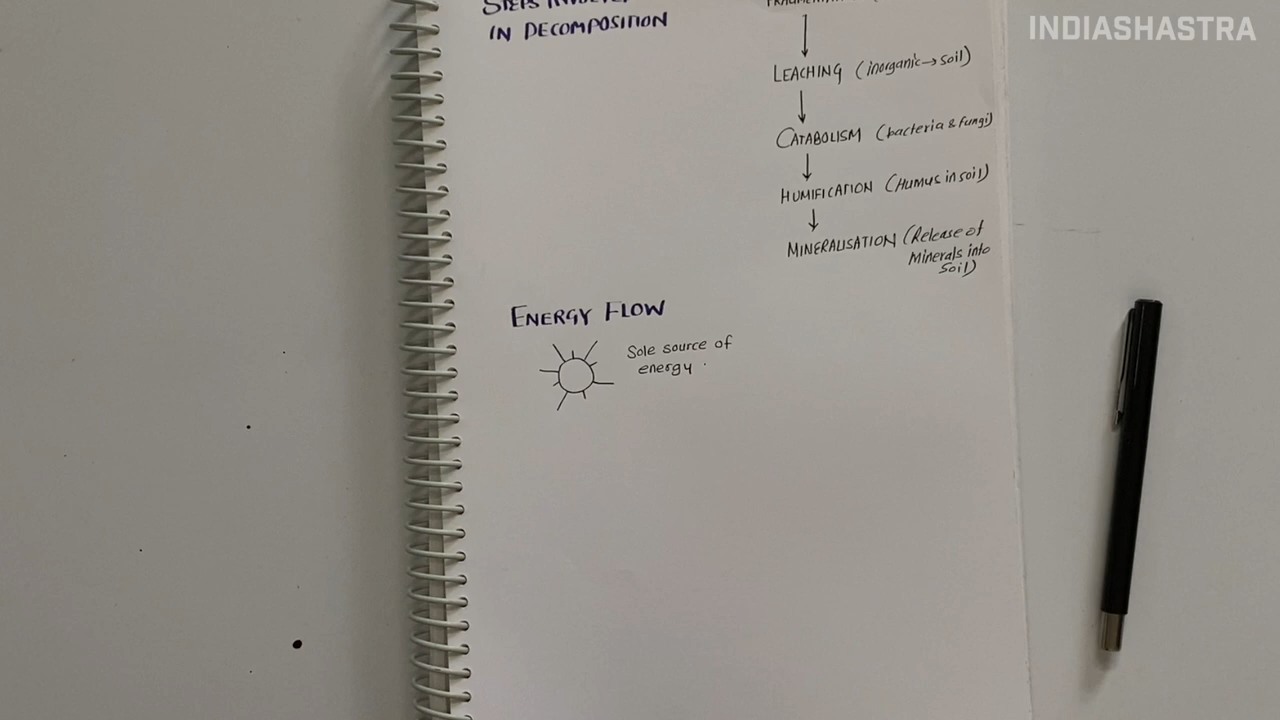 STEPS
IN DECOMPOSITION
INDIASHASTRA
LEACHING (inorganic→soil)
CATABOLISM (bacteria & fungi)
HUMIFICATION (Humus in soil)
MINERALISATION (Release of
Minerals into
soil)
ENERGY FLOW
Sole source of
energy.